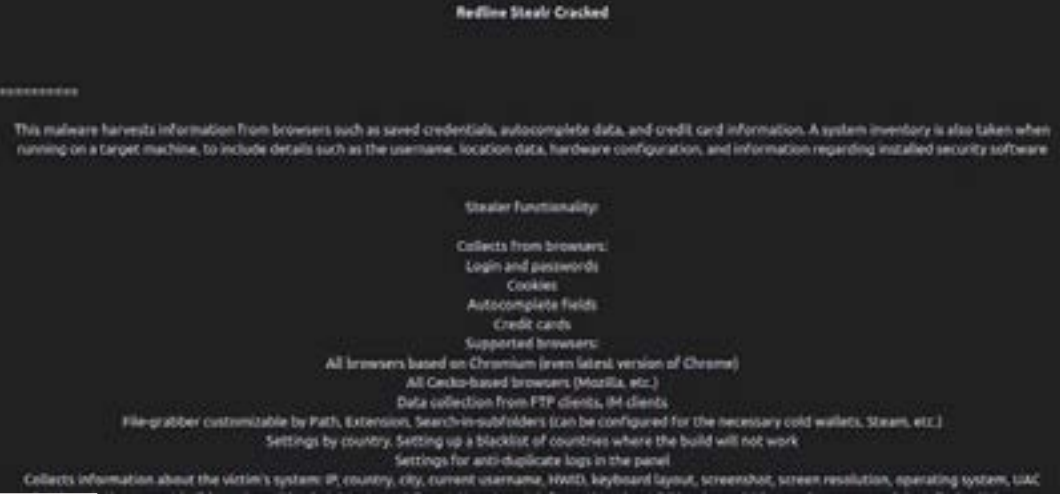 Redline Stealr Cracked
==========
This malware harvests information from browsers such as saved credentials, autocomplete data, and credit card information. A system inventory is also taken when
running on a target machine, to include details such as the username, location data, hardware configuration, and information regarding installed security software
Stealer functionality:
Collects from browsers:
Login and passwords
Cookies
Autocomplete fields
Credit cards
Supported browsers:
All browsers based on Chromium (even latest version of Chrome)
All Gecko-based browsers (Mozilla, etc.)
Data collection from FTP clients, IM clients
File-grabber customizable by Path, Extension, Search-in-subfolders (can be configured for the necessary cold wallets, Steam, etc.)
Settings by country. Setting up a blacklist of countries where the build will not work
Settings for anti-duplicate logs in the panel
Collects information about the victim's system: IP, country, city, current username, HWID, keyboard layout, screenshot, screen resolution, operating system, UAC